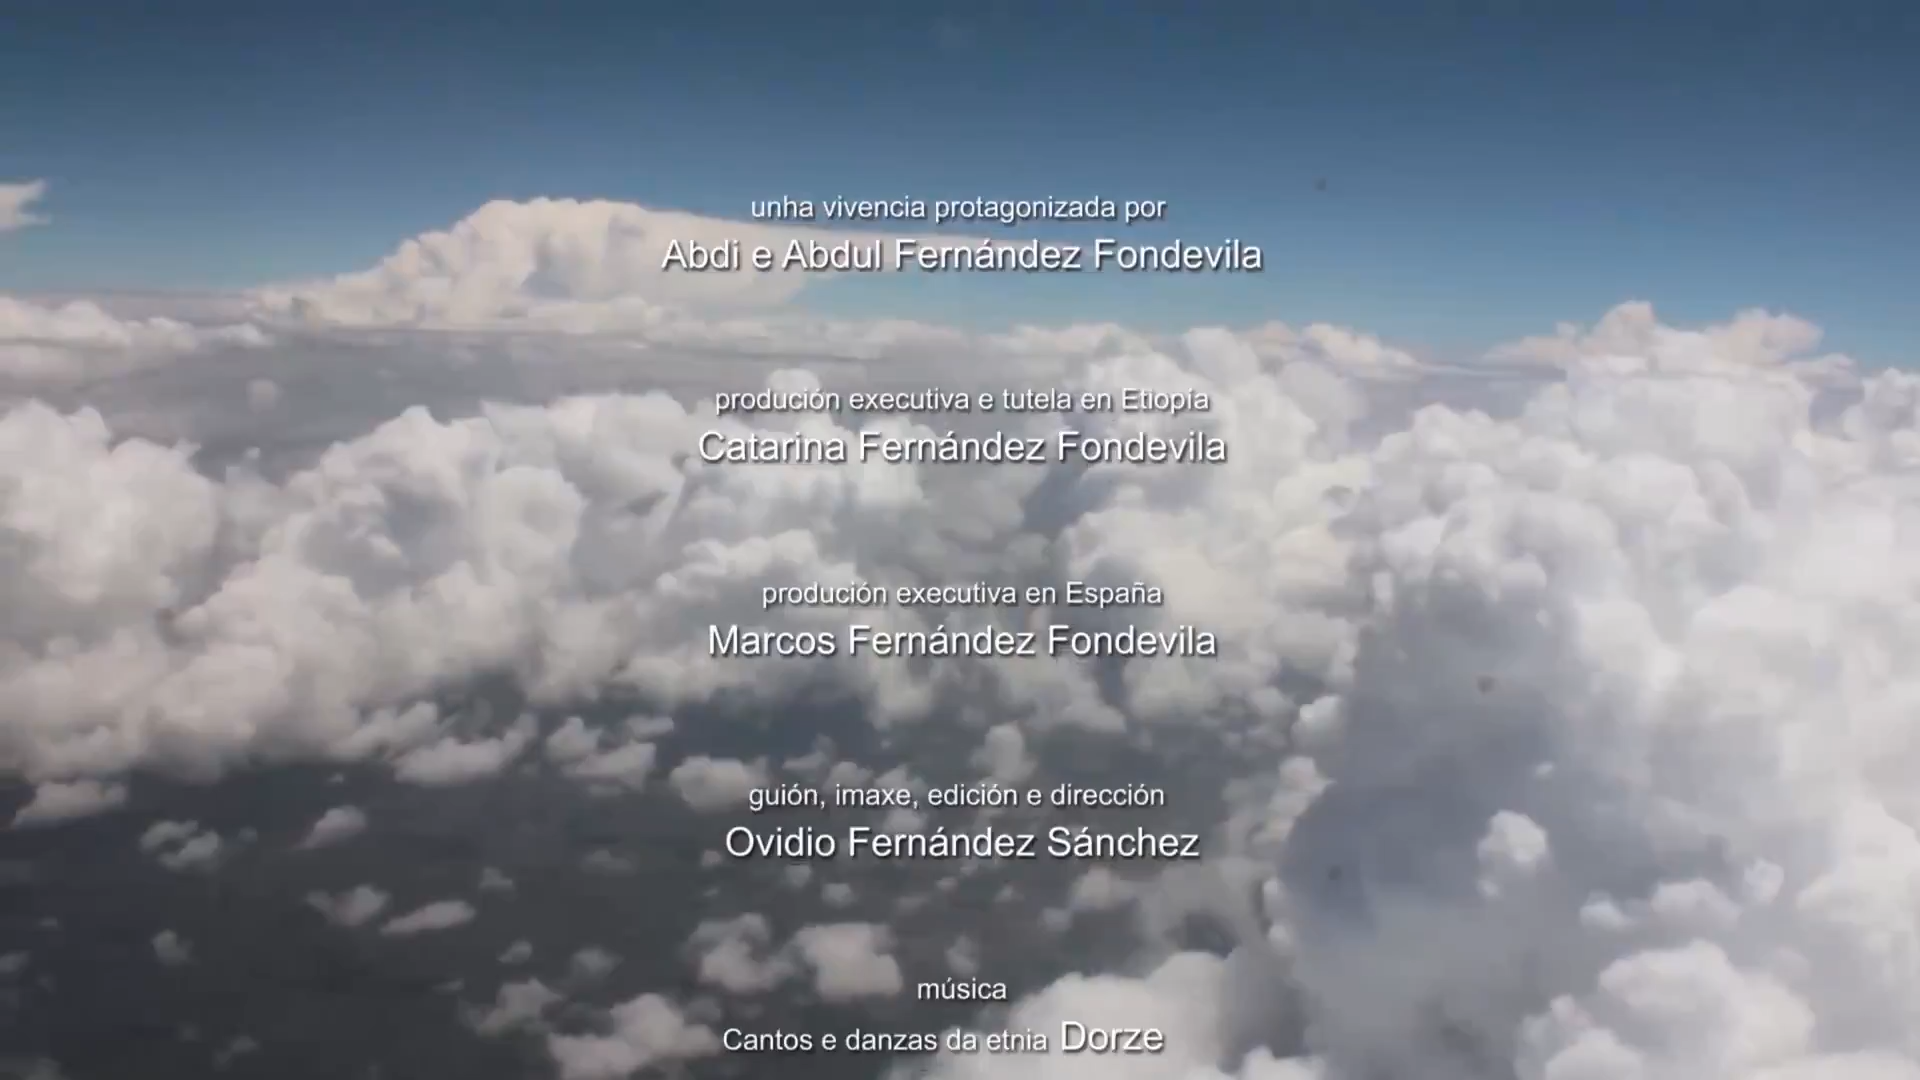 unha vivencia protagonizada por
Abdi e Abdul Fernández Fondevila
produción executiva e tutela en Etiopía
Catarina Fernández Fondevila
produción executiva en España
Marcos Fernández Fondevila
guión, imaxe, edición e dirección
Ovidio Fernández Sánchez
música
Cantos e danzas da etnia Dorze